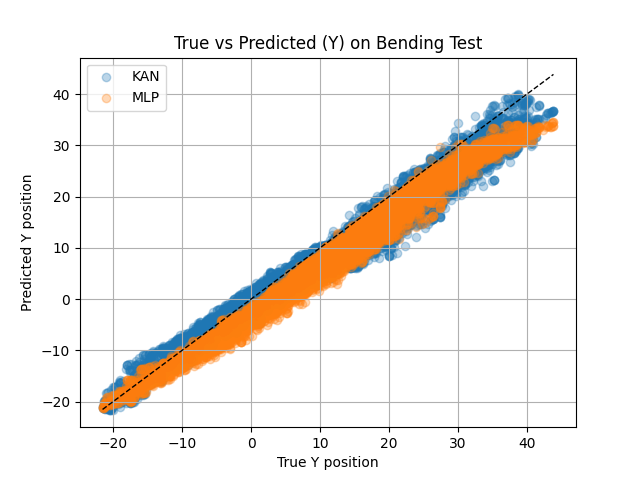 True vs Predicted (Y) on Bending Test
KAN
MLP
Predicted Y position
40
30
20
10
0
−10
−20
−20 −10 0 10 20 30 40
True Y position